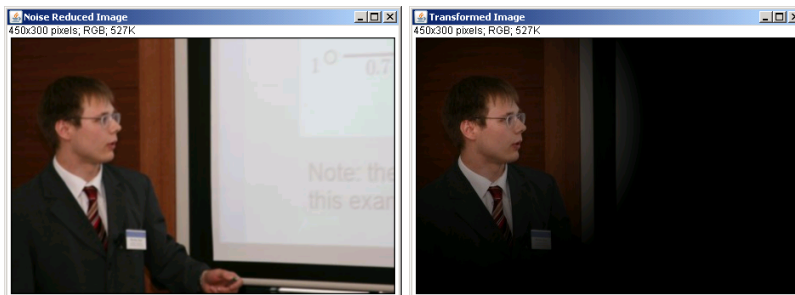 Noise Reduced Image
450x300 pixels; RGB; 527K
1
0.7
Note: the
this exar
Transformed Image
450x300 pixels; RGB; 527K